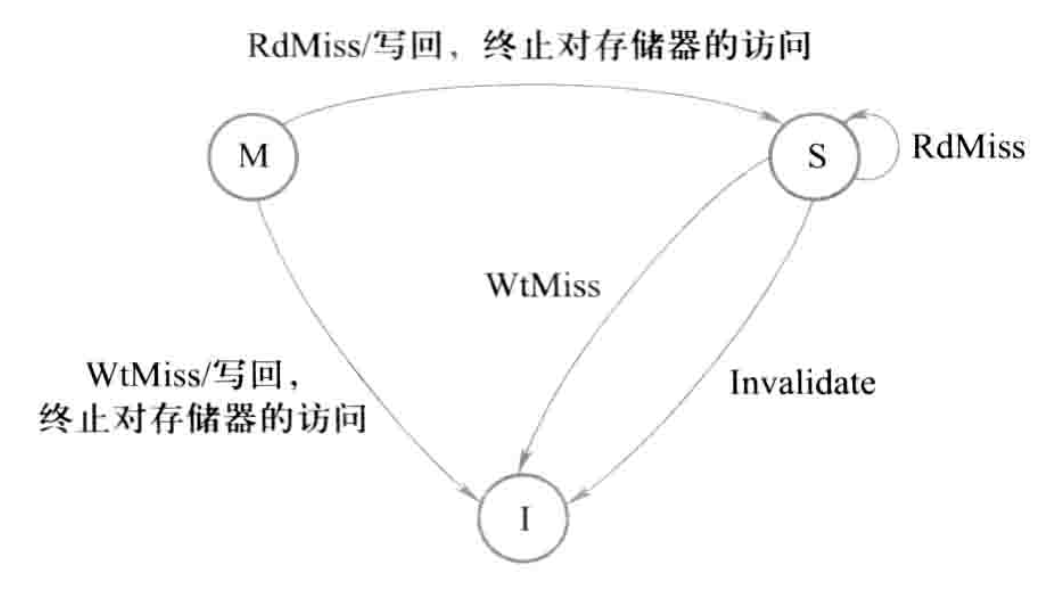 RdMiss/写回，终止对存储器的访问
M
S
RdMiss
WtMiss
WtMiss/写回，
终止对存储器的访问
Invalidate
I